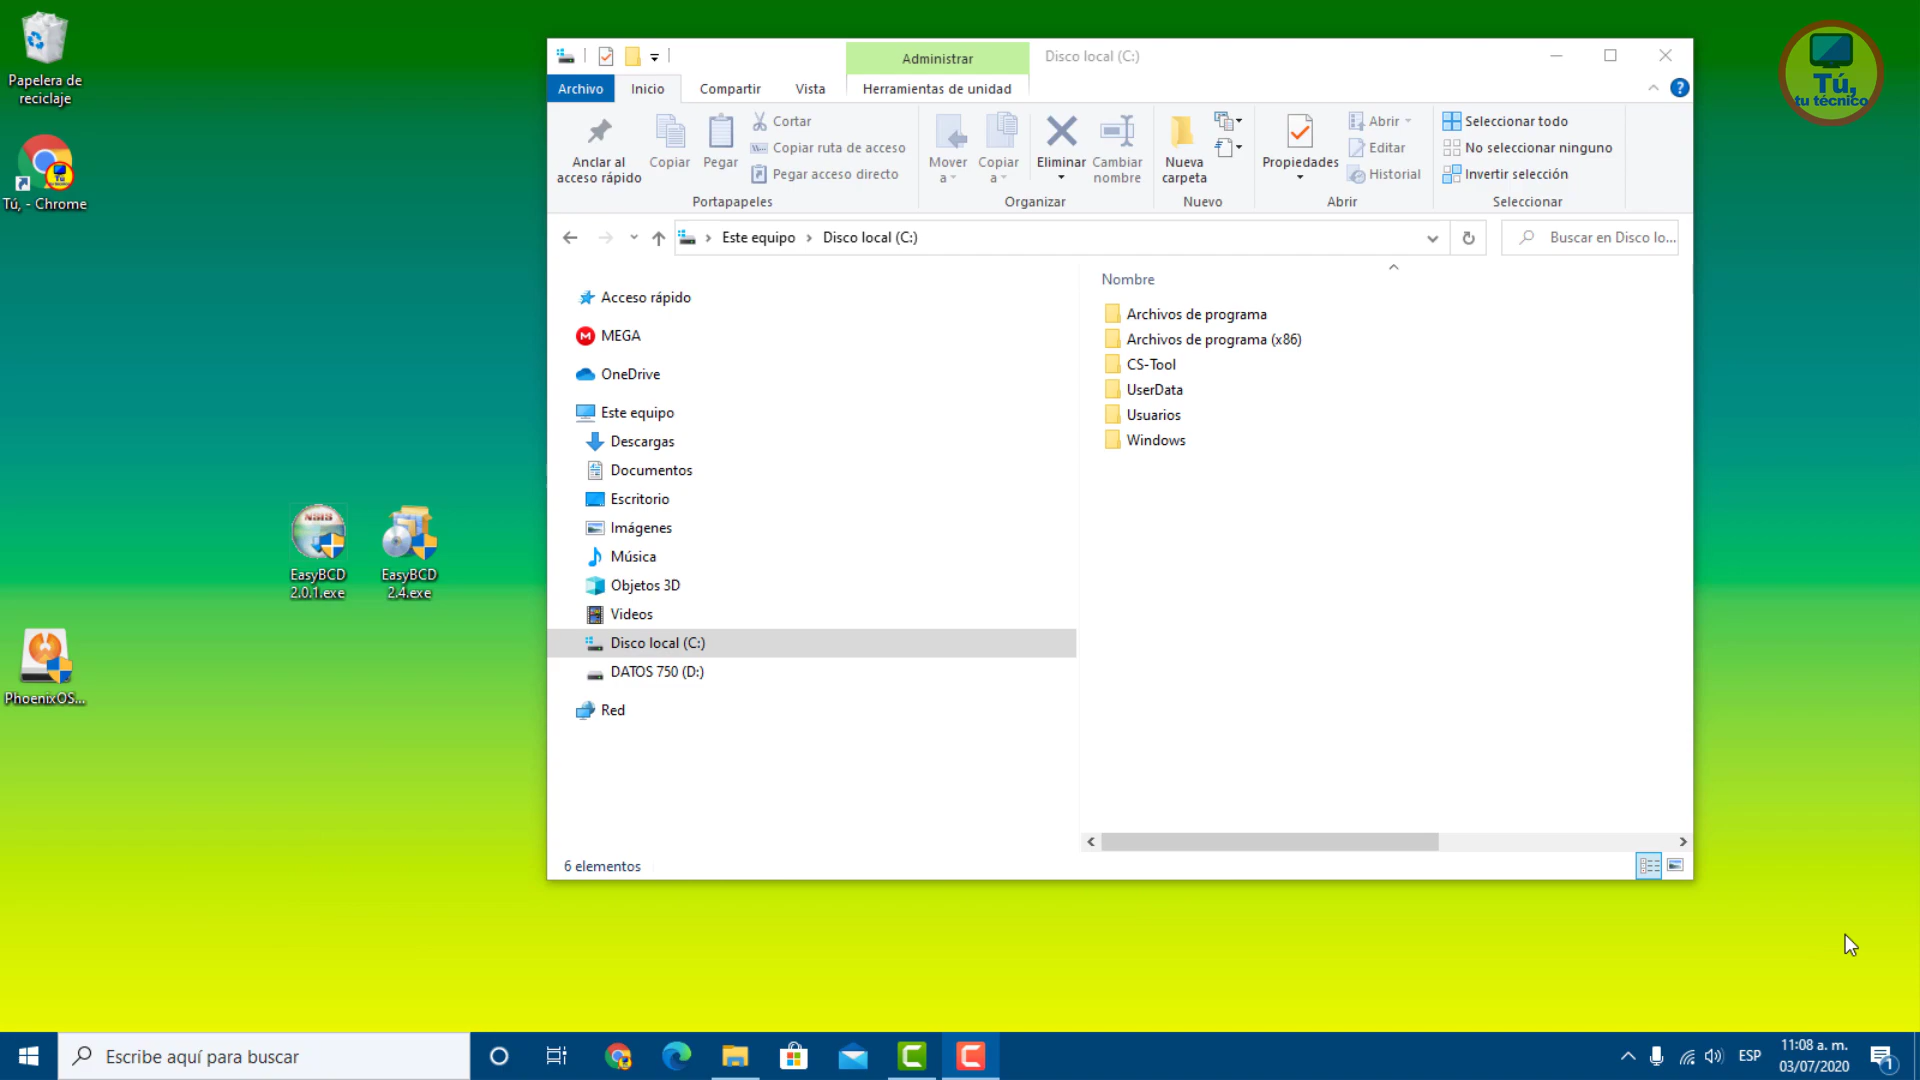 Papelera de
reciclaje
Tú, - Chrome
NSIS
EasyBCD
2.0.1.exe
EasyBCD
2.4.exe
PhoenixOS...
Tú,
tu técnico
Administrar
Disco local (C:)
Archivo
Inicio
Compartir
Vista
Herramientas de unidad
Anclar al
acceso rápido
Copiar
Pegar
Cortar
Copiar ruta de acceso
Pegar acceso directo
Portapapeles
Mover
a
Copiar
a
Eliminar
Cambiar
nombre
Organizar
Nueva
carpeta
Nuevo
Propiedades
Abrir
Editar
Historial
Abrir
Seleccionar todo
No seleccionar ninguno
Invertir selección
Seleccionar
Este equipo
Disco local (C:)
Buscar en Disco lo...
Acceso rápido
MEGA
OneDrive
Este equipo
Descargas
Documentos
Escritorio
Imágenes
Música
Objetos 3D
Videos
Disco local (C:)
DATOS 750 (D:)
Red
Nombre
Archivos de programa
Archivos de programa (x86)
CS-Tool
UserData
Usuarios
Windows
6 elementos
Escribe aquí para buscar
ESP
11:08 a. m.
03/07/2020
1